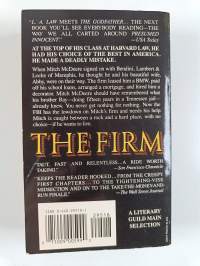 "L. A. LAW MEETS THE GODFATHER...THE NEXT
BOOK YOU'LL SEE EVERYBODY READING—THE
WAY WE ALL CARTED AROUND PRESUMED
INNOCENT."
—USA Today
AT THE TOP OF HIS CLASS AT HARVARD LAW, HE
HAD HIS CHOICE OF THE BEST IN AMERICA.
HE MADE A DEADLY MISTAKE.
When Mitch McDeere signed on with Bendini, Lambert &
Locke of Memphis, he thought he and his beautiful wife,
Abby, were on their way. The firm leased him a BMW, paid
off his school loans, arranged a mortgage, and hired him a
decorator. Mitch McDeere should have remembered what
his brother Ray—doing fifteen years in a Tennessee jail—
already knew. You never get nothing for nothing. Now the
FBI has the lowdown on Mitch's firm and needs his help.
Mitch is caught between a rock and a hard place, with no
choice—if he wants to live.
THE FIRM
"TAUT, FAST AND RELENTLESS...A RIDE WORTH
TAKING!"
—San Francisco Chronicle
"KEEPS THE READER HOOKED...FROM THE CREEPY
FIRST CHAPTERS...TO THE TIGHTENING-VISE
MIDSECTION AND ON TO THE TAKE-THE-MONEY-AND-
RUN FINALE."
—The Wall Street Journal
A LITERARY
GUILD MAIN
SELECTION